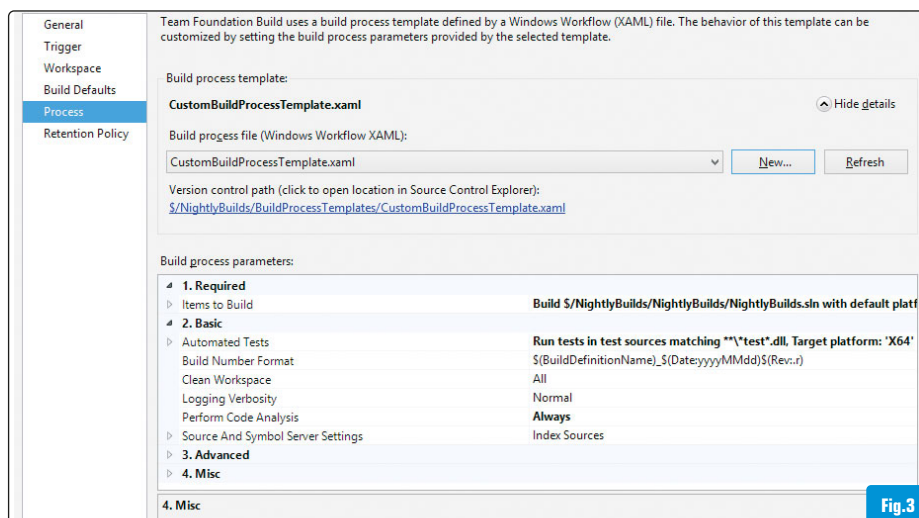 General
Trigger
Workspace
Build Defaults
Process
Retention Policy
Team Foundation Build uses a build process template defined by a Windows Workflow (XAML) file. The behavior of this template can be
customized by setting the build process parameters provided by the selected template.
Build process template:
CustomBuildProcessTemplate.xaml
Hide details
Build process file (Windows Workflow XAML):
CustomBuildProcessTemplate.xaml
New...
Refresh
Version control path (click to open location in Source Control Explorer):
$/NightlyBuilds/BuildProcessTemplates/CustomBuildProcessTemplate.xaml
Build process parameters:
1. Required
Items to Build Build $/NightlyBuilds/NightlyBuilds/NightlyBuilds.sln with default platf
2. Basic
Automated Tests Run tests in test sources matching **\*test*.dll, Target platform: 'X64'
Build Number Format $(BuildDefinitionName)_$(Date:yyyyMMdd)$(Rev:.r)
Clean Workspace All
Logging Verbosity Normal
Perform Code Analysis Always
Source And Symbol Server Settings Index Sources
3. Advanced
4. Misc
4. Misc
Fig.3